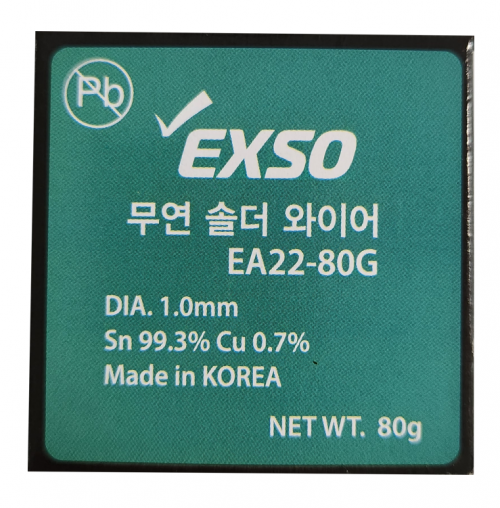 Pb
EXSO
무연 솔더 와이어
EA22-80G
DIA. 1.0mm
Sn 99.3% Cu 0.7%
Made in KOREA
NET WT. 80g